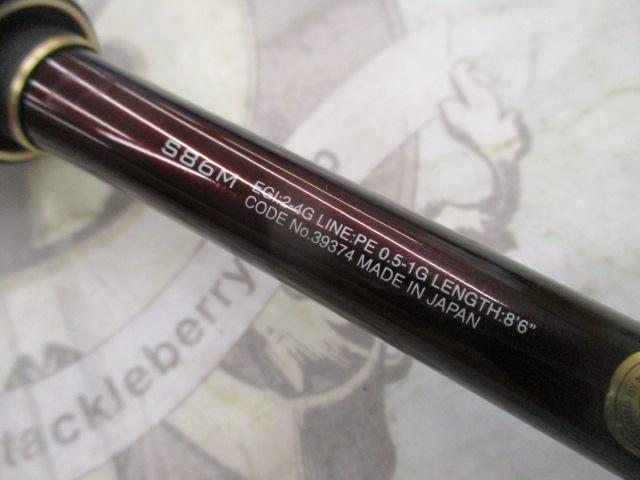 S86M
EGI:2-4G LINE:PE 0.5-1G LENGTH:8'6"
CODE No.39374 MADE IN JAPAN
tackleberry